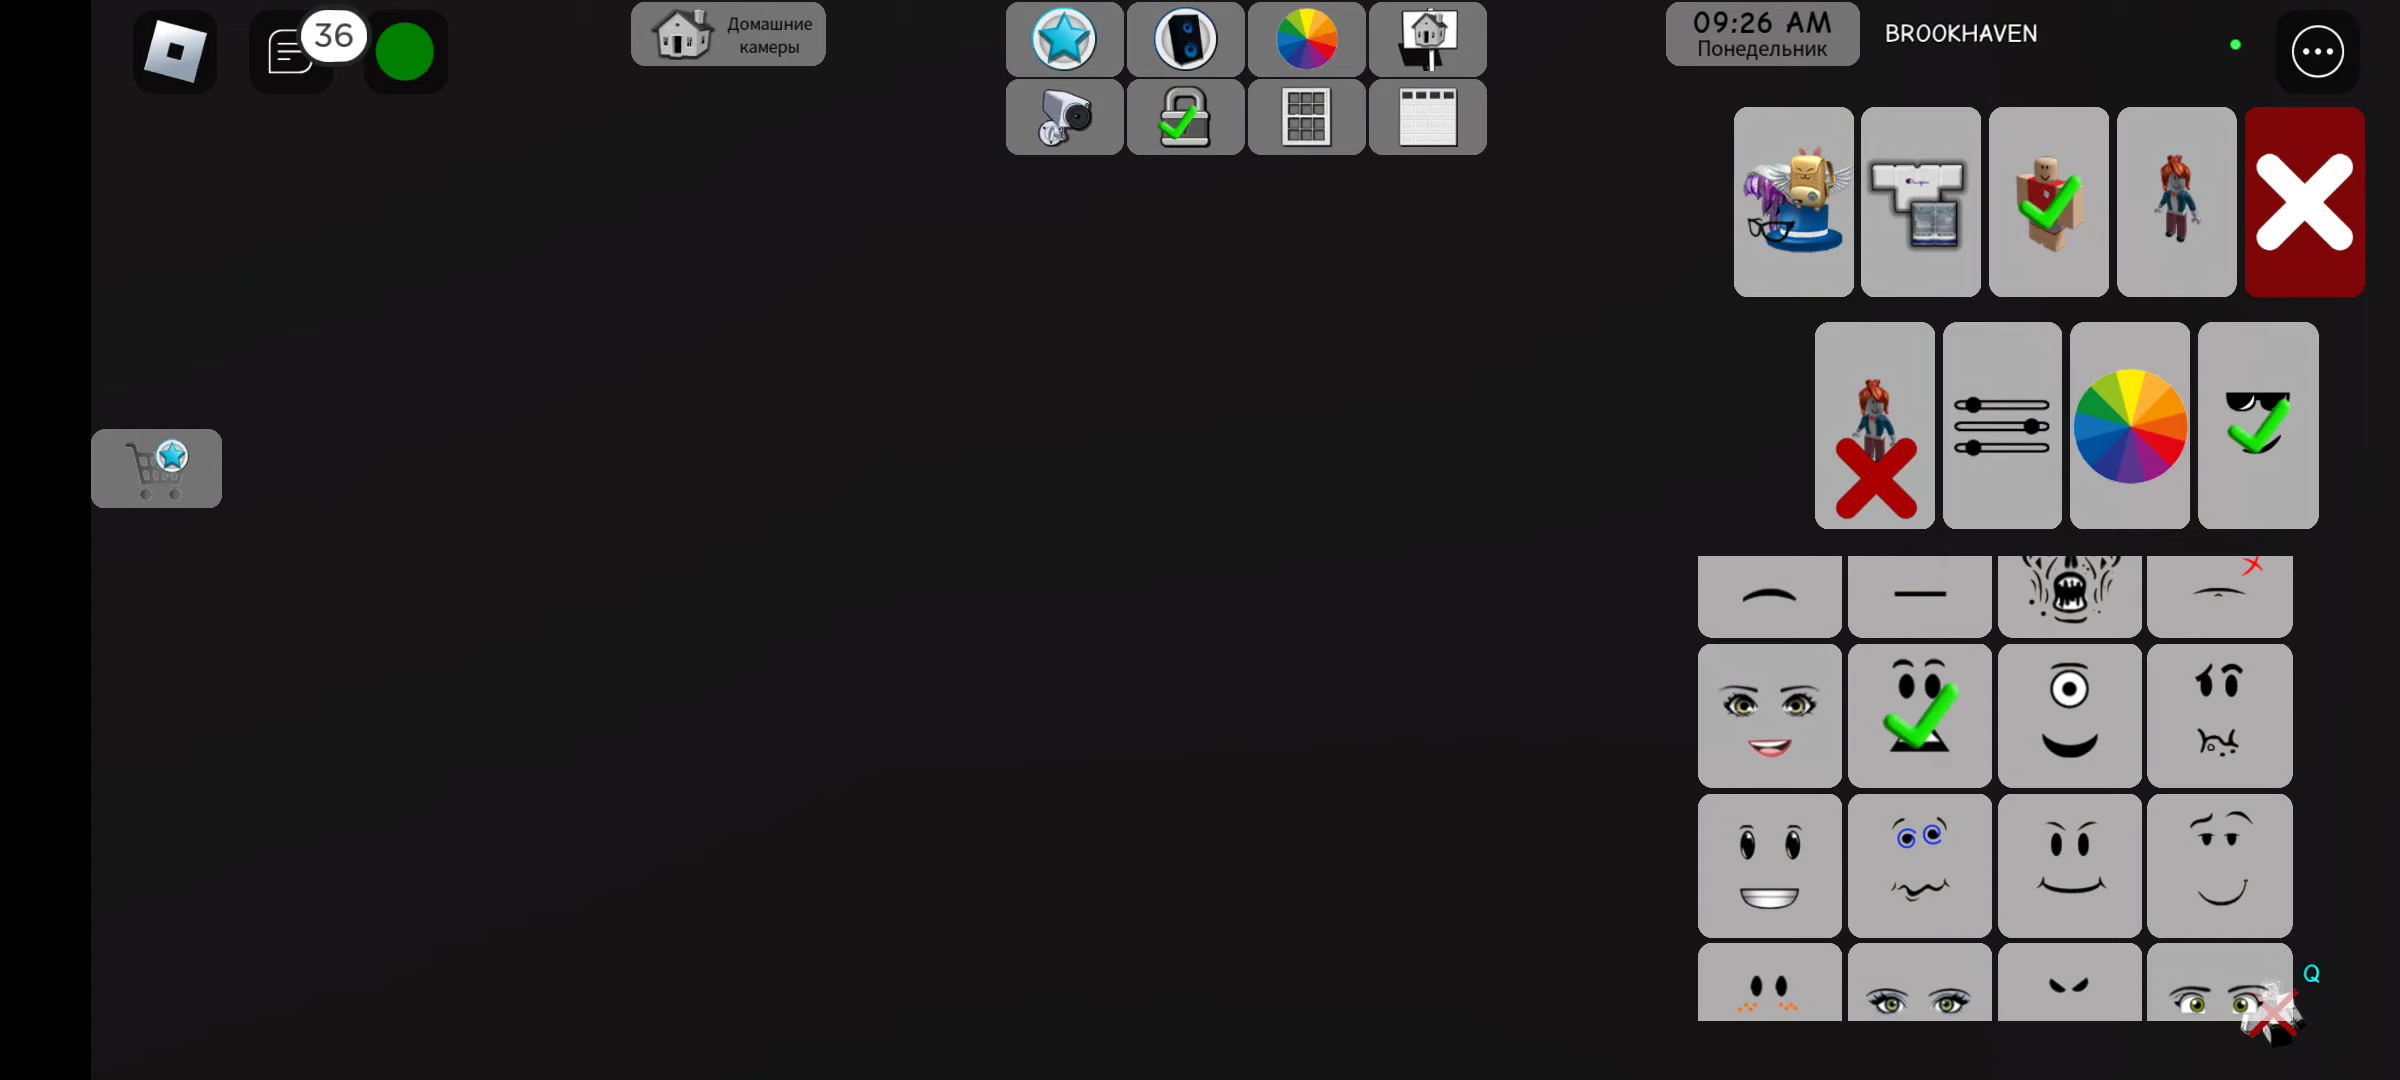 36
Домашние
камеры
09:26 AM
Понедельник
BROOKHAVEN
Q